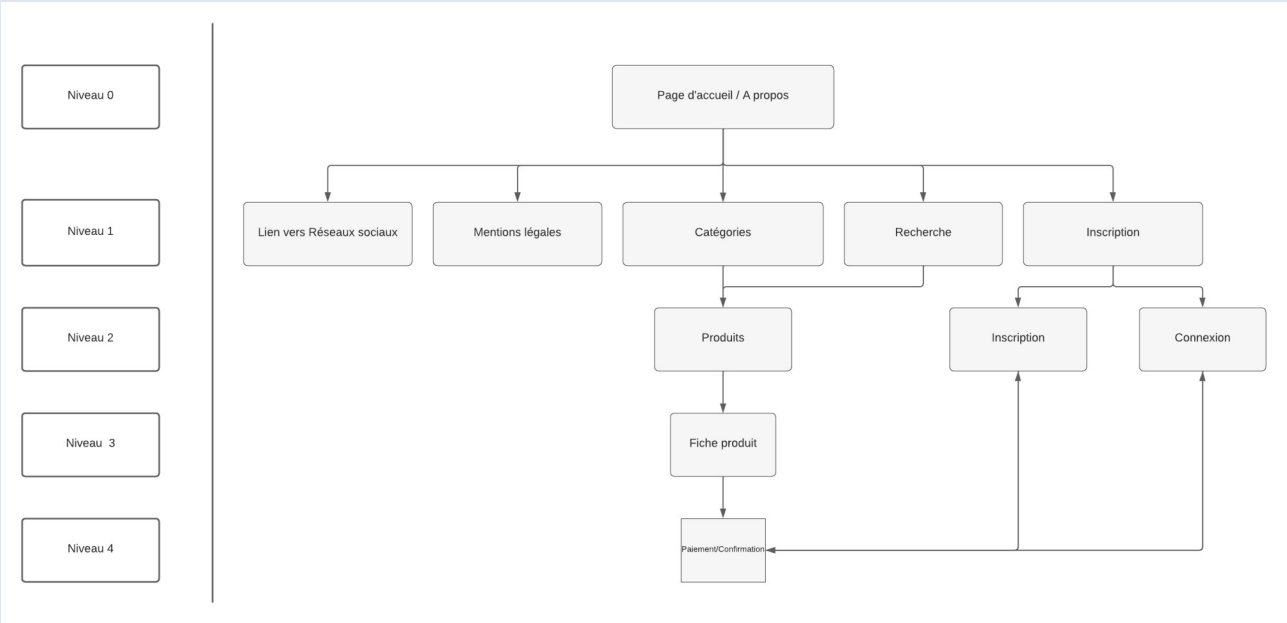 Niveau 0
Page d'accueil / A propos
Niveau 1
Lien vers Réseaux sociaux
Mentions légales
Catégories
Recherche
Inscription
Niveau 2
Produits
Inscription
Connexion
Niveau  3
Fiche produit
Niveau 4
Paiement/Confirmation